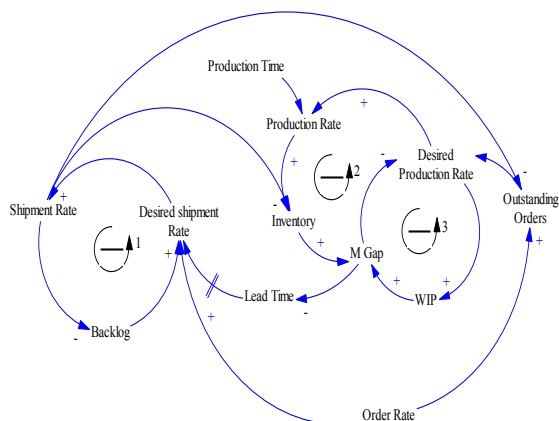 Production Time
+
Production Rate
+
-
Desired
Production Rate
-
+
2
-
Shipment Rate
+
Desired shipment
Rate
+
1
-
Inventory
+
3
Outstanding
Orders
+
M Gap
+
WIP
+
Lead Time
-
+
Backlog
-
Order Rate